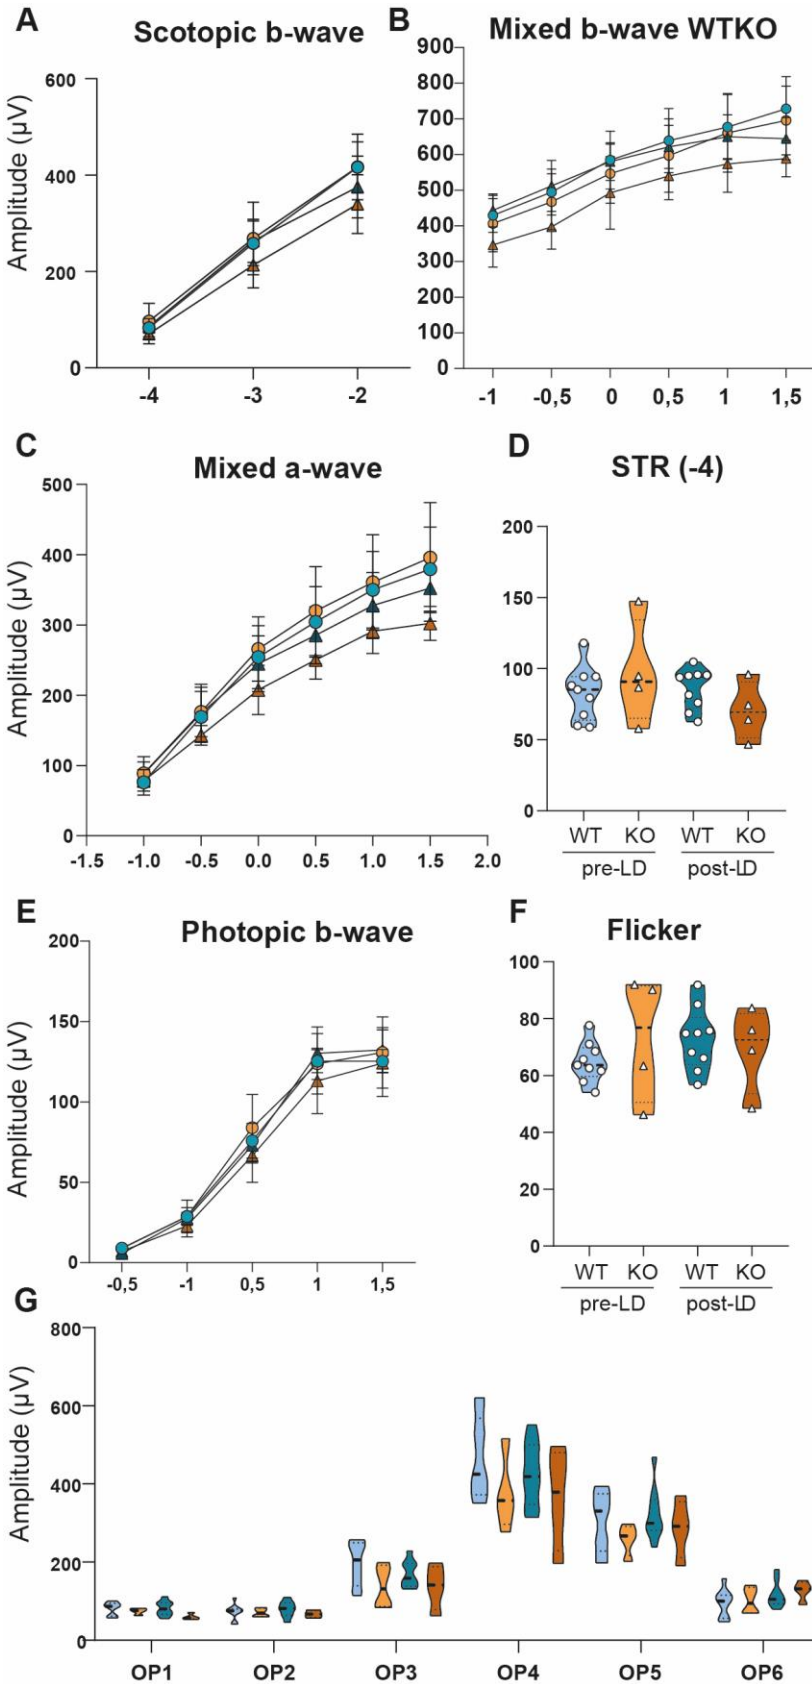 A
Scotopic b-wave
Amplitude (µV)
600
400
200
0
-4 -3 -2
B
Mixed b-wave WTKO
900
800
700
600
500
400
300
200
100
0
-1 -0,5 0 0,5 1 1,5
C
Mixed a-wave
Amplitude (µV)
500
400
300
200
100
0
-1.5 -1.0 -0.5 0.0 0.5 1.0 1.5 2.0
D
STR (-4)
200
150
100
50
0
WT KO WT KO
pre-LD post-LD
E
Photopic b-wave
Amplitude (µV)
200
150
100
50
0
-0,5 -1 0,5 1 1,5
F
Flicker
100
80
60
40
20
0
WT KO WT KO
pre-LD post-LD
G
Amplitude (µV)
800
600
400
200
0
OP1 OP2 OP3 OP4 OP5 OP6